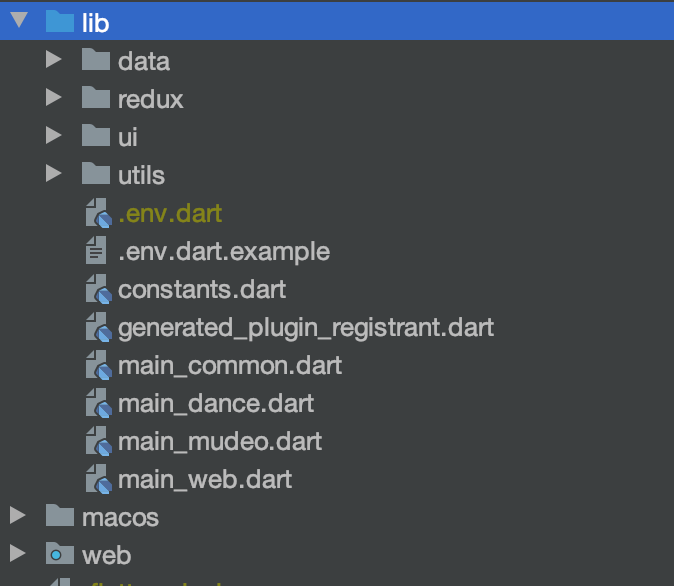 lib
data
redux
ui
utils
.env.dart
.env.dart.example
constants.dart
generated_plugin_registrant.dart
main_common.dart
main_dance.dart
main_mudeo.dart
main_web.dart
macos
web